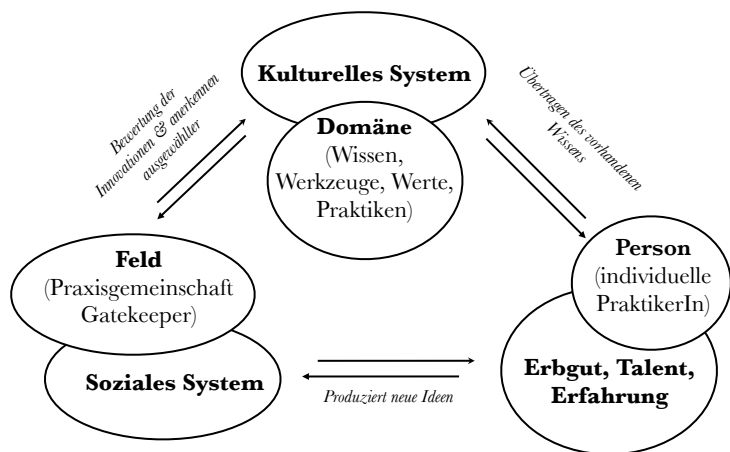 Kulturelles System
Domäne
(Wissen,
Werkzeuge, Werte,
Praktiken)
Bewertung der
Innovationen & anerkennen
ausgewähller
Übertragen des vorhandenen
Wissens
Feld
(Praxisgemeinschaft
Gatekeeper)
Soziales System
Person
(individuelle
PraktikerIn)
Erbgut, Talent,
Erfahrung
Produziert neue Ideen